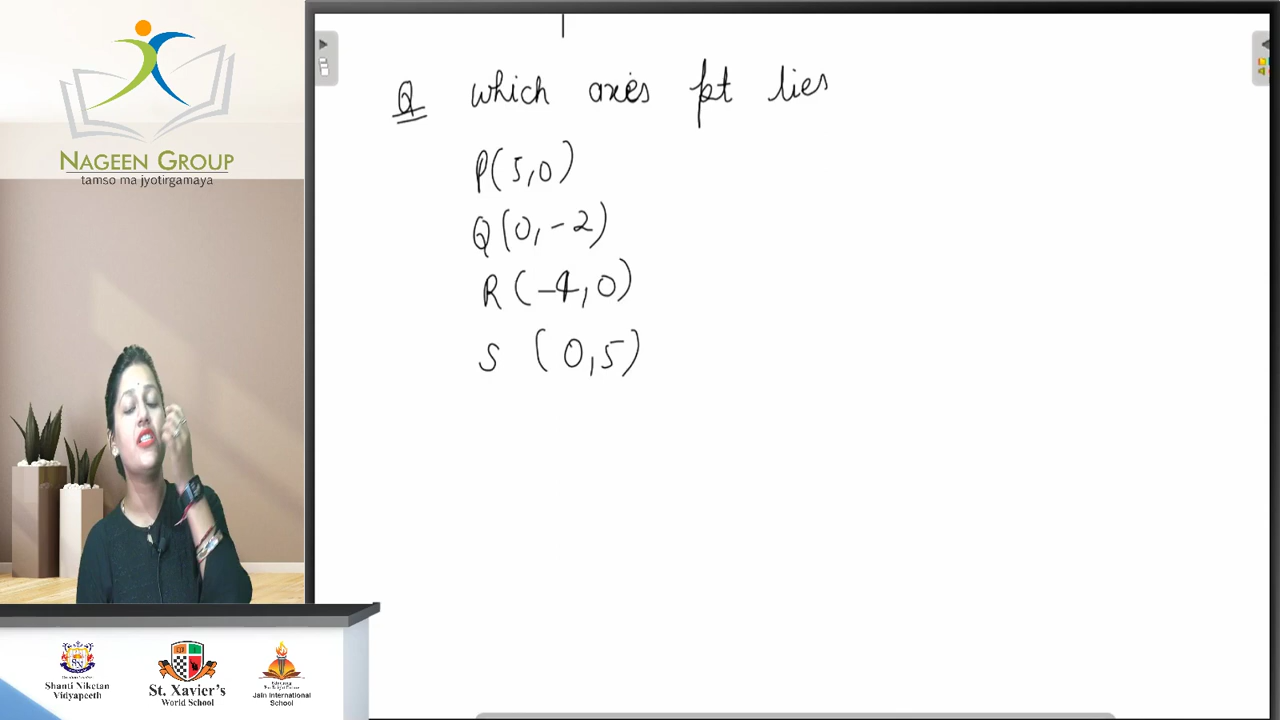 NAGEEN GROUP
tamso ma jyotirgamaya
Q which axes pt lies
P(5,0)
Q(0,-2)
R(-4,0)
S (0,5)
Shanti Niketan
Vidyapeeth
St. Xavier's
World School
Jain International
School